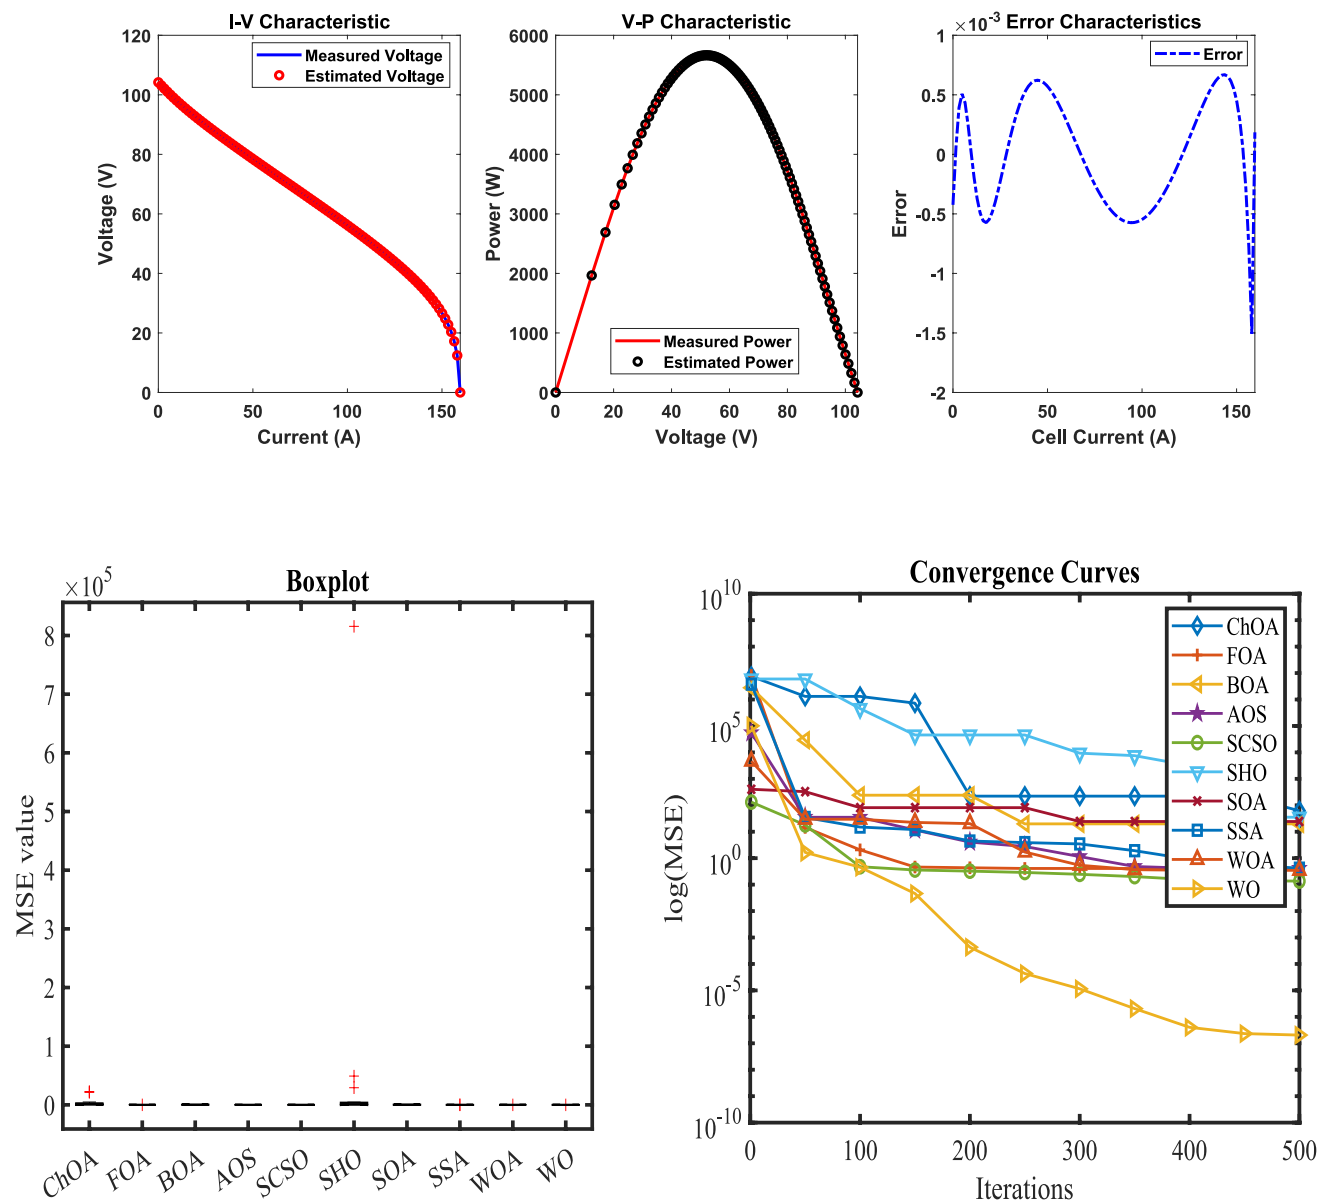 I-V Characteristic
120
100
80
60
40
20
0
Voltage (V)
0 50 100 150
Current (A)
Measured Voltage
Estimated Voltage
V-P Characteristic
6000
5000
4000
3000
2000
1000
0
Power (W)
0 20 40 60 80 100
Voltage (V)
Measured Power
Estimated Power
×10-3 Error Characteristics
1
0.5
0
-0.5
-1
-1.5
-2
Error
0 50 100 150
Cell Current (A)
Error
×10^5
Boxplot
8
7
6
5
4
3
2
1
0
MSE value
ChOA FOA BOA AOS SCSO SHO SOA SSA WOA WO
Convergence Curves
10^10
10^5
10^0
10^-5
10^-10
log(MSE)
0 100 200 300 400 500
Iterations
ChOA
FOA
BOA
AOS
SCSO
SHO
SOA
SSA
WOA
WO